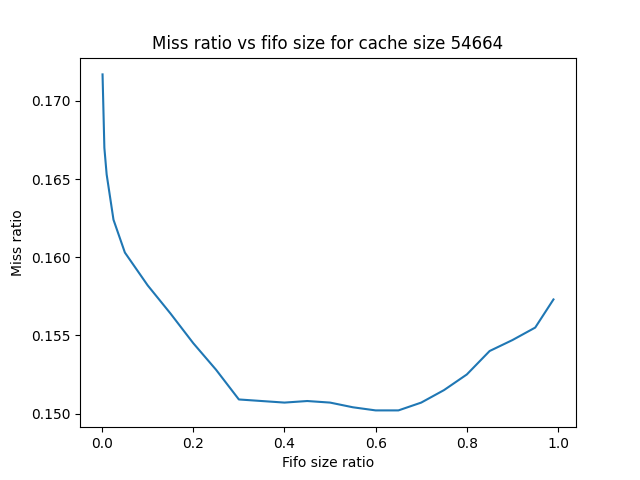 Miss ratio vs fifo size for cache size 54664
Miss ratio
0.170
0.165
0.160
0.155
0.150
0.0 0.2 0.4 0.6 0.8 1.0
Fifo size ratio